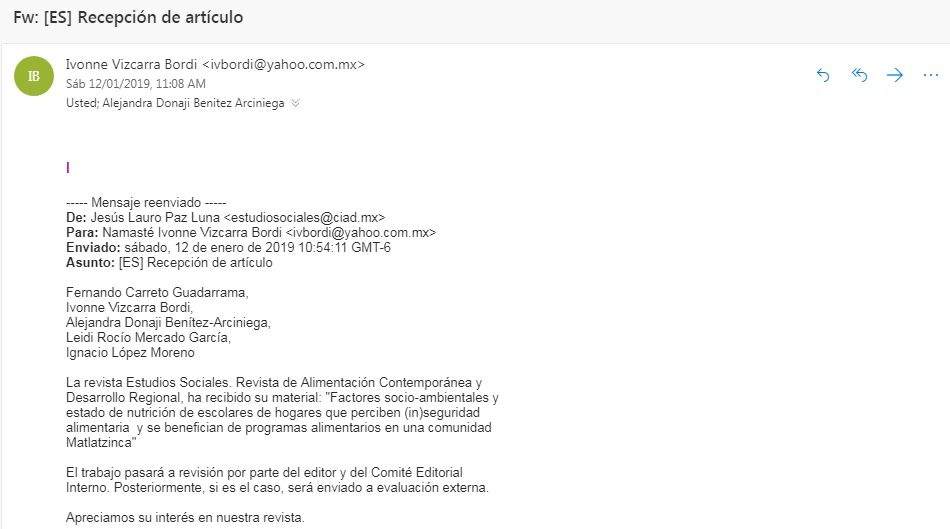 Fw: [ES] Recepción de artículo
IB
Ivonne Vizcarra Bordi <ivbordi@yahoo.com.mx>
Sáb 12/01/2019, 11:08 AM
Usted; Alejandra Donaji Benitez Arciniega
----- Mensaje reenviado -----
De: Jesús Lauro Paz Luna <estudiosociales@ciad.mx>
Para: Namasté Ivonne Vizcarra Bordi <ivbordi@yahoo.com.mx>
Enviado: sábado, 12 de enero de 2019 10:54:11 GMT-6
Asunto: [ES] Recepción de artículo
Fernando Carreto Guadarrama,
Ivonne Vizcarra Bordi,
Alejandra Donaji Benítez-Arciniega,
Leidi Rocío Mercado García,
Ignacio López Moreno
La revista Estudios Sociales. Revista de Alimentación Contemporánea y
Desarrollo Regional, ha recibido su material: "Factores socio-ambientales y
estado de nutrición de escolares de hogares que perciben (in)seguridad
alimentaria  y se benefician de programas alimentarios en una comunidad
Matlatzinca"
El trabajo pasará a revisión por parte del editor y del Comité Editorial
Interno. Posteriormente, si es el caso, será enviado a evaluación externa.
Apreciamos su interés en nuestra revista.